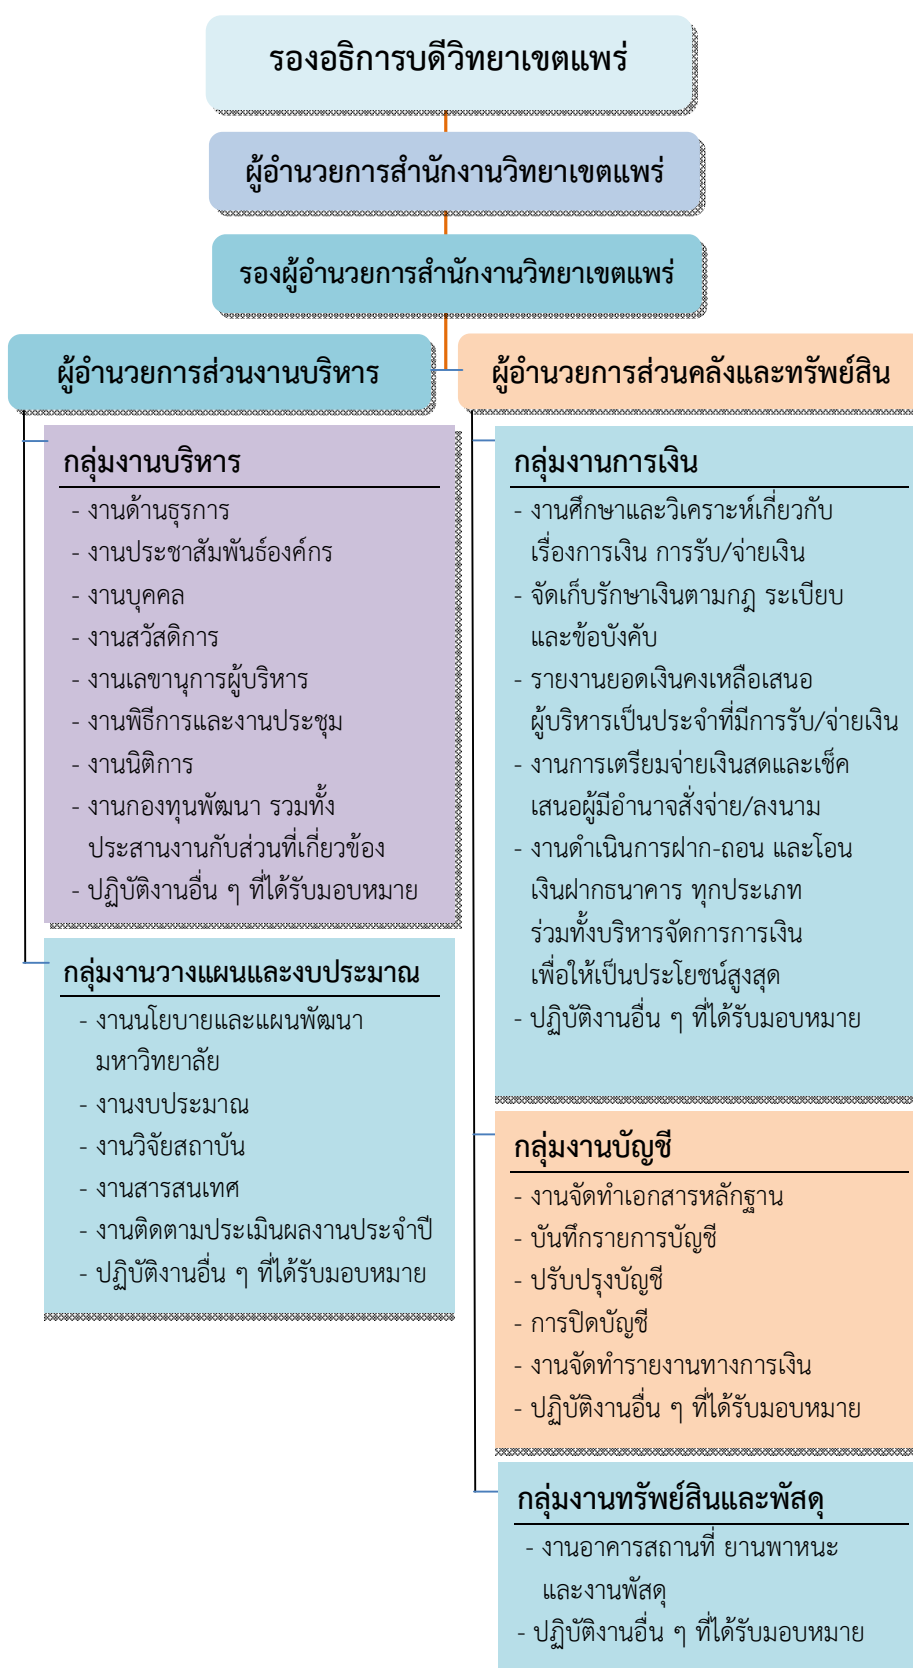 รองอธิการบดีวิทยาเขตแพร่
ผู้อำนวยการสำนักงานวิทยาเขตแพร่
รองผู้อำนวยการสำนักงานวิทยาเขตแพร่
ผู้อำนวยการส่วนงานบริหาร
กลุ่มงานบริหาร
- งานด้านธุรการ
- งานประชาสัมพันธ์องค์กร
- งานบุคคล
- งานสวัสดิการ
- งานเลขานุการผู้บริหาร
- งานพิธีการและงานประชุม
- งานนิติการ
- งานกองทุนพัฒนา รวมทั้ง
ประสานงานกับส่วนที่เกี่ยวข้อง
- ปฏิบัติงานอื่น ๆ ที่ได้รับมอบหมาย
กลุ่มงานวางแผนและงบประมาณ
- งานนโยบายและแผนพัฒนา
มหาวิทยาลัย
- งานงบประมาณ
- งานวิจัยสถาบัน
- งานสารสนเทศ
- งานติดตามประเมินผลงานประจำปี
- ปฏิบัติงานอื่น ๆ ที่ได้รับมอบหมาย
ผู้อำนวยการส่วนคลังและทรัพย์สิน
กลุ่มงานการเงิน
- งานศึกษาและวิเคราะห์เกี่ยวกับ
เรื่องการเงิน การรับ/จ่ายเงิน
- จัดเก็บรักษาเงินตามกฎ ระเบียบ
และข้อบังคับ
- รายงานยอดเงินคงเหลือเสนอ
ผู้บริหารเป็นประจำที่มีการรับ/จ่ายเงิน
- งานการเตรียมจ่ายเงินสดและเช็ค
เสนอผู้มีอำนาจสั่งจ่าย/ลงนาม
- งานดำเนินการฝาก-ถอน และโอน
เงินฝากธนาคาร ทุกประเภท
ร่วมทั้งบริหารจัดการการเงิน
เพื่อให้เป็นประโยชน์สูงสุด
- ปฏิบัติงานอื่น ๆ ที่ได้รับมอบหมาย
กลุ่มงานบัญชี
- งานจัดทำเอกสารหลักฐาน
- บันทึกรายการบัญชี
- ปรับปรุงบัญชี
- การปิดบัญชี
- งานจัดทำรายงานทางการเงิน
- ปฏิบัติงานอื่น ๆ ที่ได้รับมอบหมาย
กลุ่มงานทรัพย์สินและพัสดุ
- งานอาคารสถานที่ ยานพาหนะ
และงานพัสดุ
- ปฏิบัติงานอื่น ๆ ที่ได้รับมอบหมาย